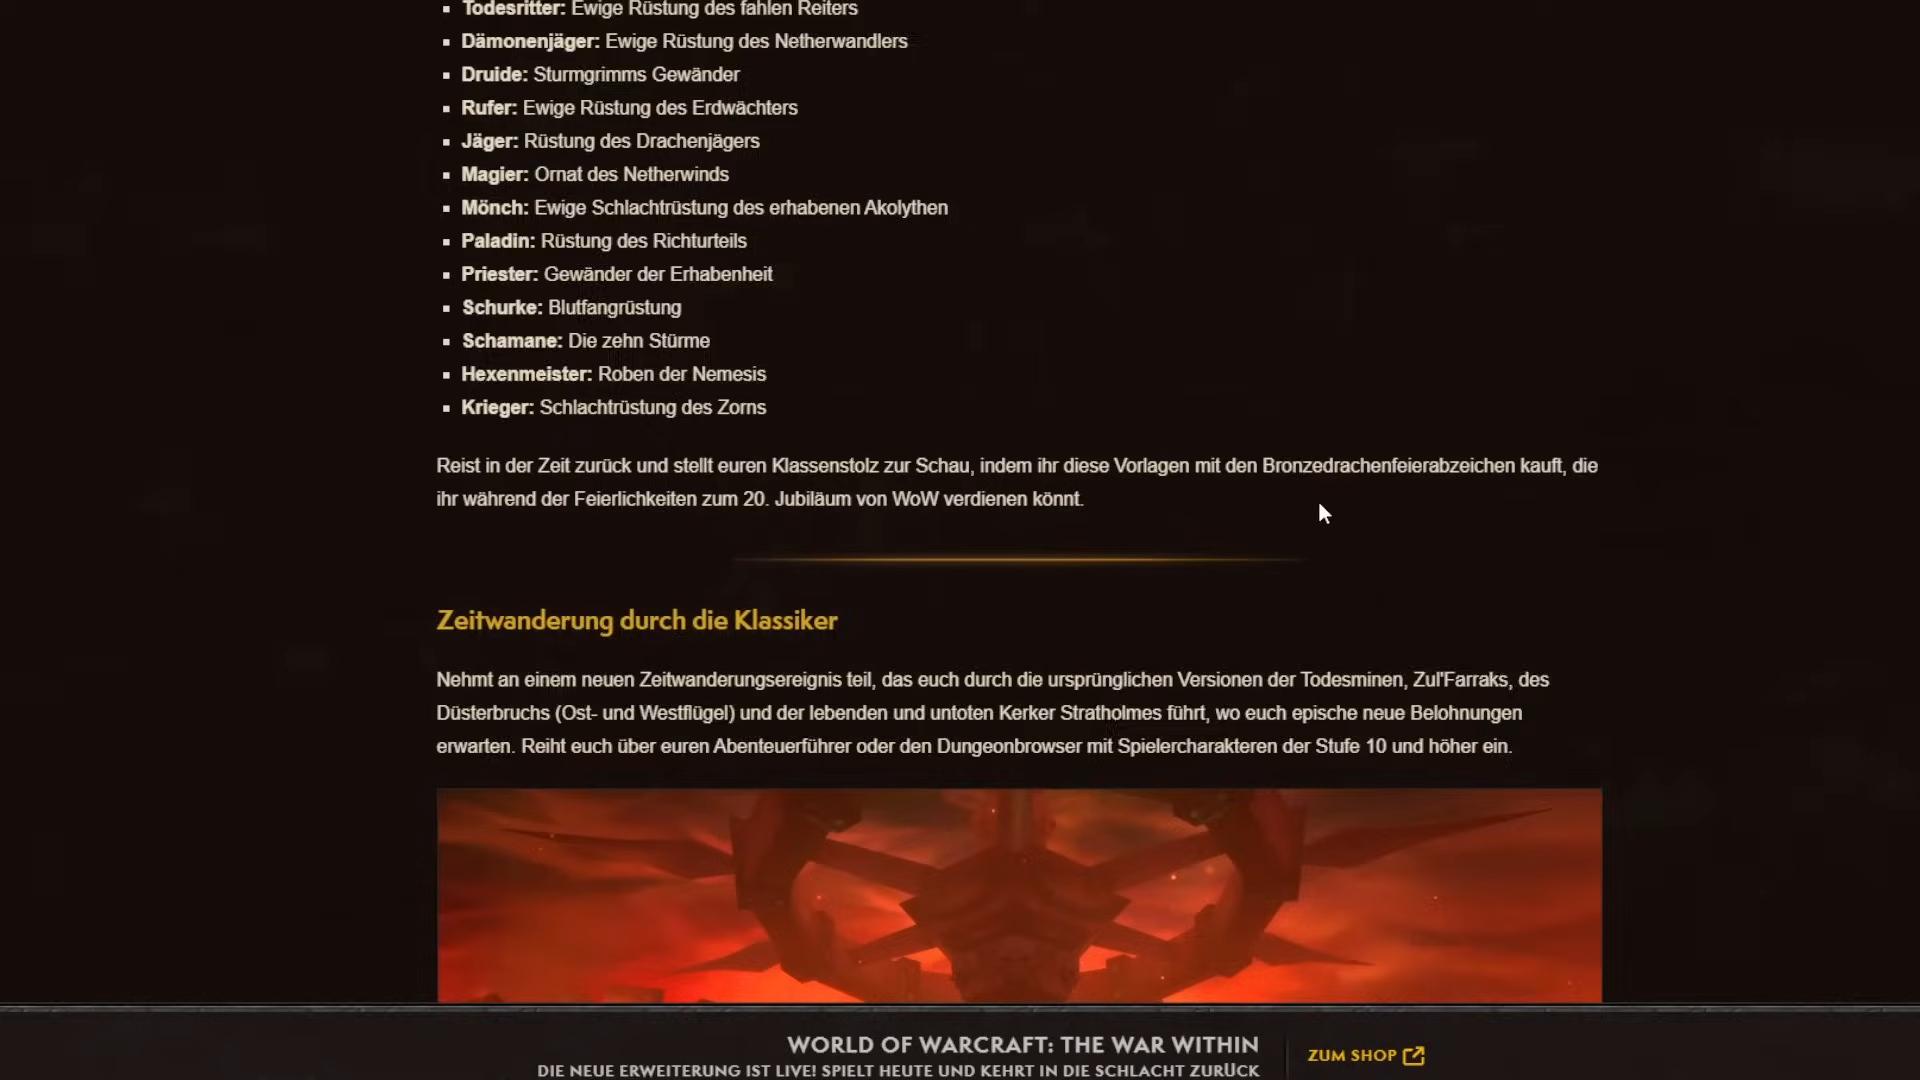 Todesritter: Ewige Rüstung des fahlen Reiters
Dämonenjäger: Ewige Rüstung des Netherwandlers
Druide: Sturmgrimms Gewänder
Rufer: Ewige Rüstung des Erdwächters
Jäger: Rüstung des Drachenjägers
Magier: Ornat des Netherwinds
Mönch: Ewige Schlachtrüstung des erhabenen Akolythen
Paladin: Rüstung des Richturteils
Priester: Gewänder der Erhabenheit
Schurke: Blutfangrüstung
Schamane: Die zehn Stürme
Hexenmeister: Roben der Nemesis
Krieger: Schlachtrüstung des Zorns
Reist in der Zeit zurück und stellt euren Klassenstolz zur Schau, indem ihr diese Vorlagen mit den Bronzedrachenfeierabzeichen kauft, die
ihr während der Feierlichkeiten zum 20. Jubiläum von WoW verdienen könnt.
Zeitwanderung durch die Klassiker
Nehmt an einem neuen Zeitwanderungsereignis teil, das euch durch die ursprünglichen Versionen der Todesminen, Zul'Farraks, des
Düsterbruchs (Ost- und Westflügel) und der lebenden und untoten Kerker Stratholmes führt, wo euch epische neue Belohnungen
erwarten. Reiht euch über euren Abenteuerführer oder den Dungeonbrowser mit Spielercharakteren der Stufe 10 und höher ein.
WORLD OF WARCRAFT: THE WAR WITHIN
DIE NEUE ERWEITERUNG IST LIVE! SPIELT HEUTE UND KEHRT IN DIE SCHLACHT ZURÜCK
ZUM SHOP